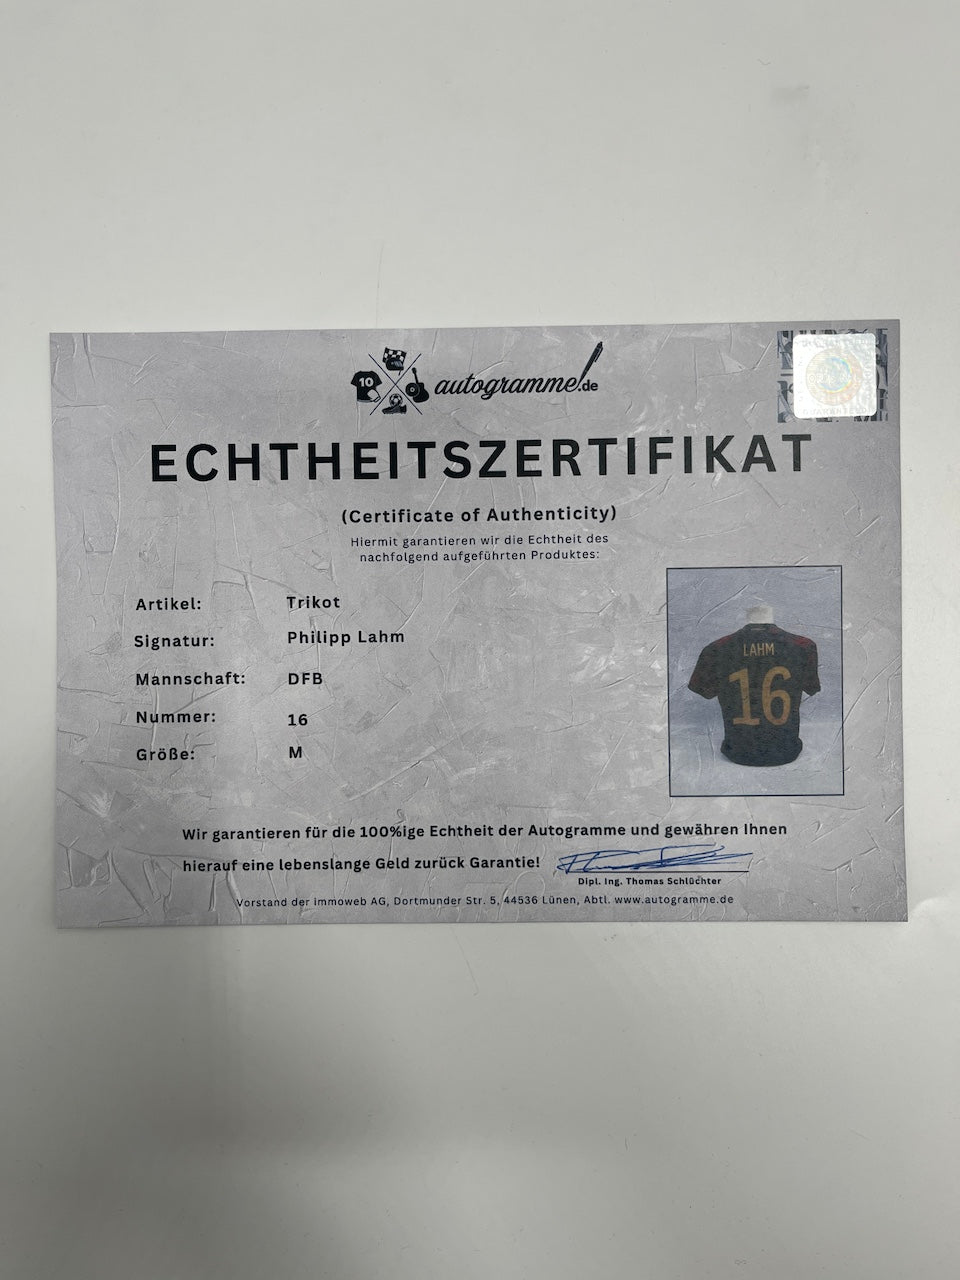 10
autogramme!.de
ECHTHEITSZERTIFIKAT
(Certificate of Authenticity)
Hiermit garantieren wir die Echtheit des
nachfolgend aufgeführten Produktes:
Artikel: Trikot
Signatur: Philipp Lahm
Mannschaft: DFB
Nummer: 16
Größe: M
LAHM
16
Wir garantieren für die 100%ige Echtheit der Autogramme und gewähren Ihnen
hierauf eine lebenslange Geld zurück Garantie!
Dipl. Ing. Thomas Schlüchter
Vorstand der immoweb AG, Dortmunder Str. 5, 44536 Lünen, Abtl. www.autogramme.de